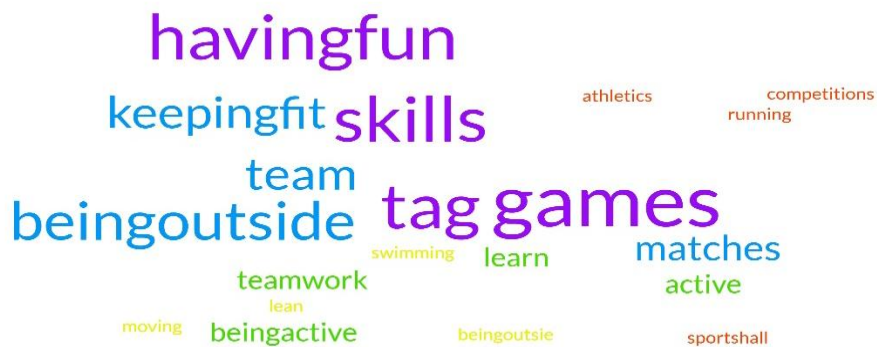 havingfun
athletics
competitions
running
keepingfit
skills
team
beingoutside
tag
games
swimming
learn
matches
teamwork
active
lean
moving
beingactive
beingoutsie
sportshall